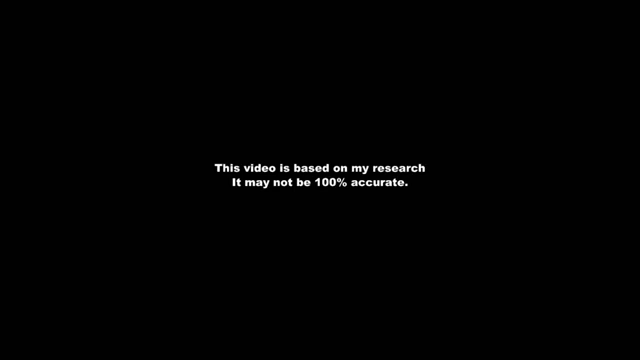 This video is based on my research
It may not be 100% accurate.